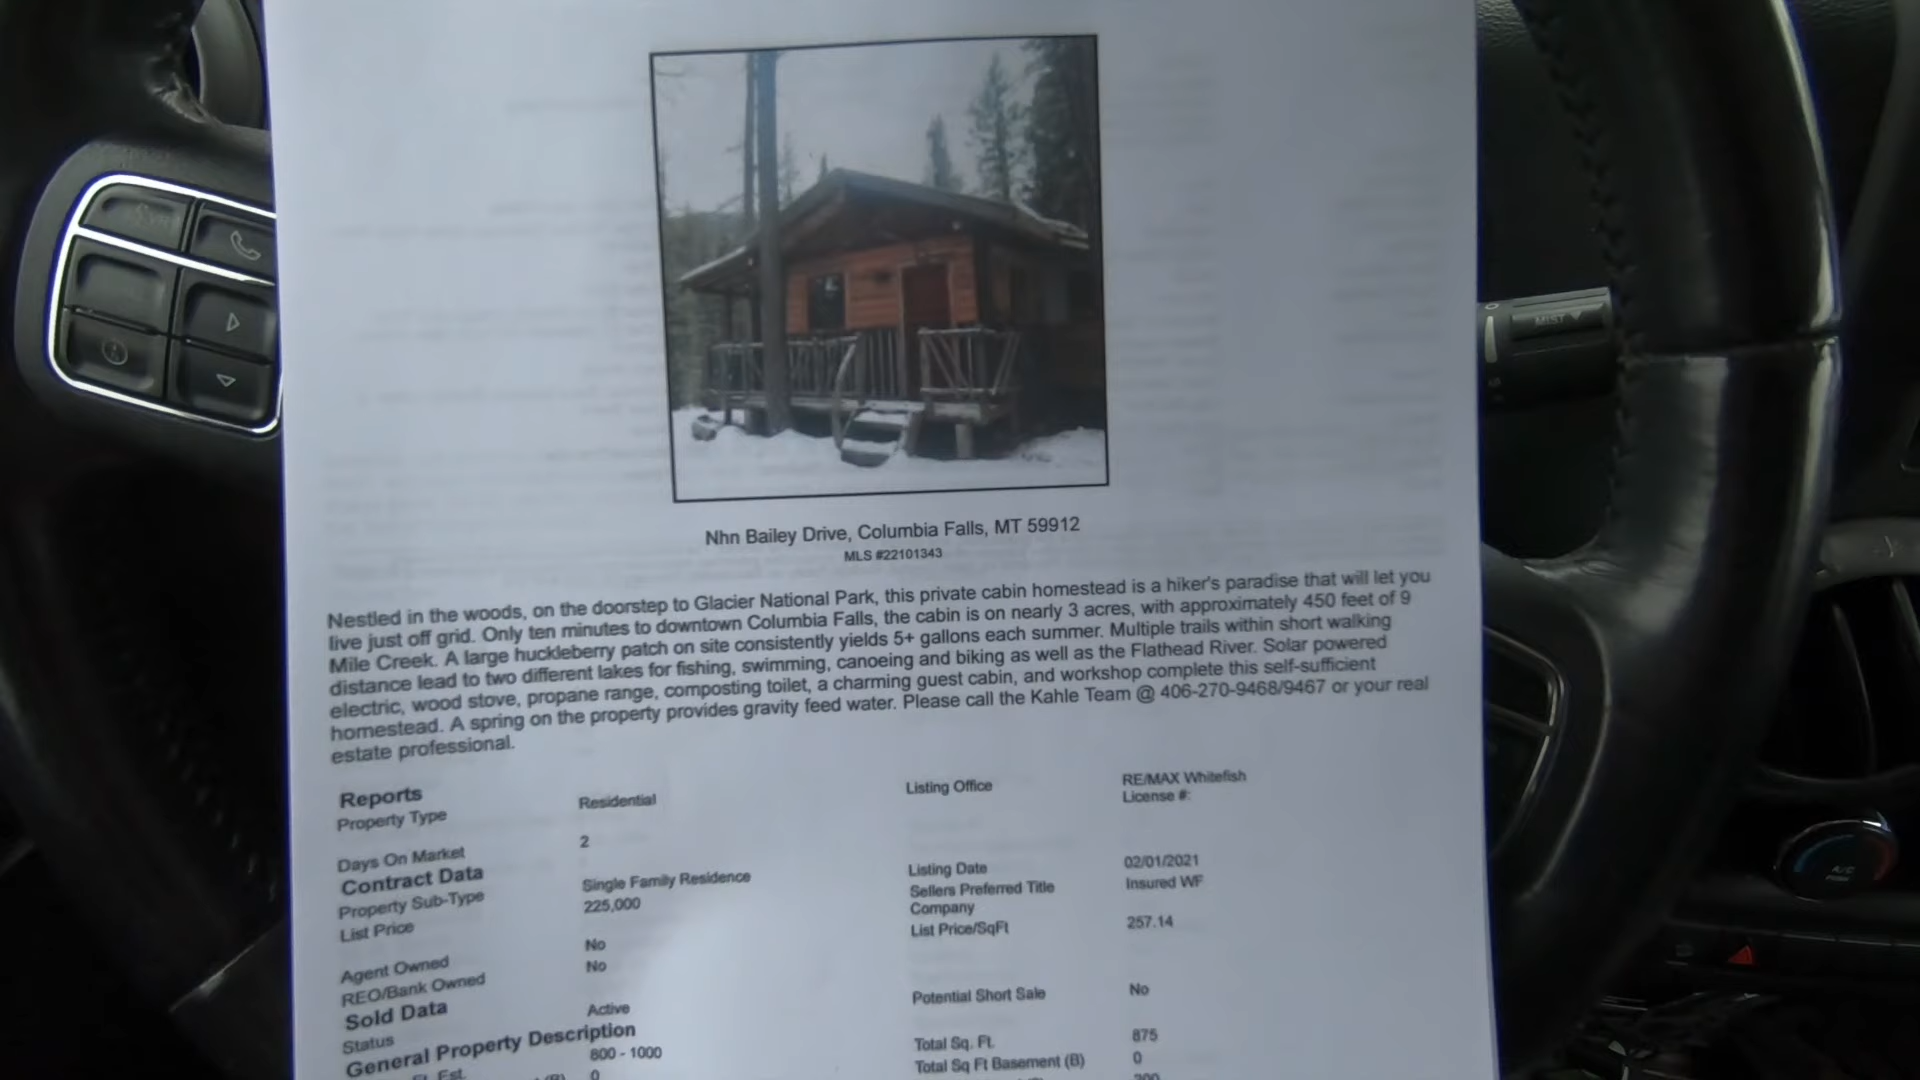 MIST
A/C
Nhn Bailey Drive, Columbia Falls, MT 59912
MLS #22101343
Nestled in the woods, on the doorstep to Glacier National Park, this private cabin homestead is a hiker's paradise that will let you
live just off grid. Only ten minutes to downtown Columbia Falls, the cabin is on nearly 3 acres, with approximately 450 feet of 9
Mile Creek. A large huckleberry patch on site consistently yields 5+ gallons each summer. Multiple trails within short walking
distance lead to two different lakes for fishing, swimming, canoeing and biking as well as the Flathead River. Solar powered
electric, wood stove, propane range, composting toilet, a charming guest cabin, and workshop complete this self-sufficient
homestead. A spring on the property provides gravity feed water. Please call the Kahle Team @ 406-270-9468/9467 or your real
estate professional.
Reports
Property Type Residential Listing Office RE/MAX Whitefish
License #:
Days On Market 2
Contract Data Listing Date 02/01/2021
Property Sub-Type Single Family Residence Sellers Preferred Title Insured WF
Company
List Price 225,000 List Price/SqFt 257.14
Agent Owned No
REO/Bank Owned No Potential Short Sale No
Sold Data
Status Active
General Property Description Total Sq. Ft. 875
Est. 800 - 1000 Total Sq Ft Basement (B) 0
0